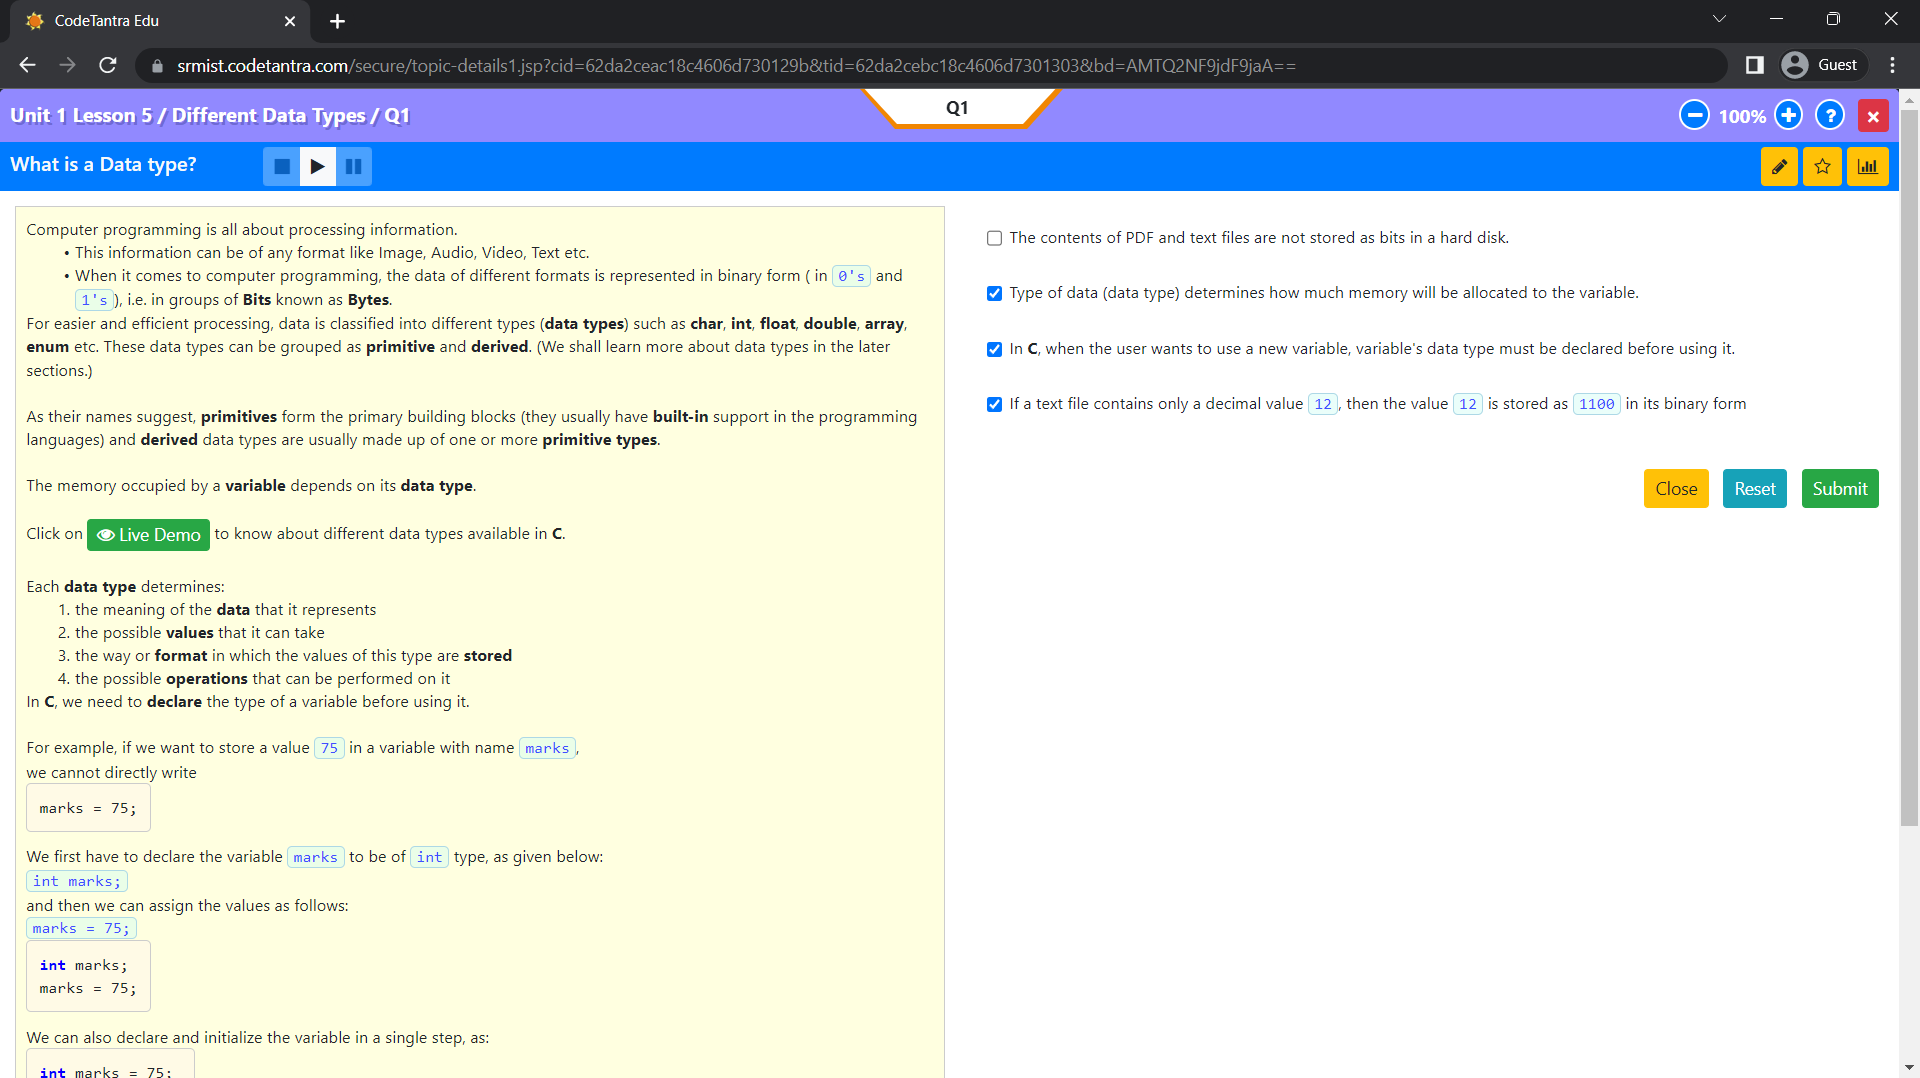 CodeTantra Edu
srmist.codetantra.com/secure/topic-details1.jsp?cid=62da2ceac18c4606d730129b&tid=62da2cebc18c4606d7301303&bd=AMTQ2NF9jdF9jaA==
Guest
Unit 1 Lesson 5 / Different Data Types / Q1
Q1
100%
?
What is a Data type?
Computer programming is all about processing information.
• This information can be of any format like Image, Audio, Video, Text etc.
• When it comes to computer programming, the data of different formats is represented in binary form ( in 0's and
1's ), i.e. in groups of Bits known as Bytes.
For easier and efficient processing, data is classified into different types (data types) such as char, int, float, double, array,
enum etc. These data types can be grouped as primitive and derived. (We shall learn more about data types in the later
sections.)
As their names suggest, primitives form the primary building blocks (they usually have built-in support in the programming
languages) and derived data types are usually made up of one or more primitive types.
The memory occupied by a variable depends on its data type.
Click on Live Demo to know about different data types available in C.
Each data type determines:
1. the meaning of the data that it represents
2. the possible values that it can take
3. the way or format in which the values of this type are stored
4. the possible operations that can be performed on it
In C, we need to declare the type of a variable before using it.
For example, if we want to store a value 75 in a variable with name marks ,
we cannot directly write
marks = 75;
We first have to declare the variable marks to be of int type, as given below:
int marks;
and then we can assign the values as follows:
marks = 75;
int marks;
marks = 75;
We can also declare and initialize the variable in a single step, as:
int marks = 75;
The contents of PDF and text files are not stored as bits in a hard disk.
Type of data (data type) determines how much memory will be allocated to the variable.
In C, when the user wants to use a new variable, variable's data type must be declared before using it.
If a text file contains only a decimal value 12 , then the value 12 is stored as 1100 in its binary form
Close
Reset
Submit